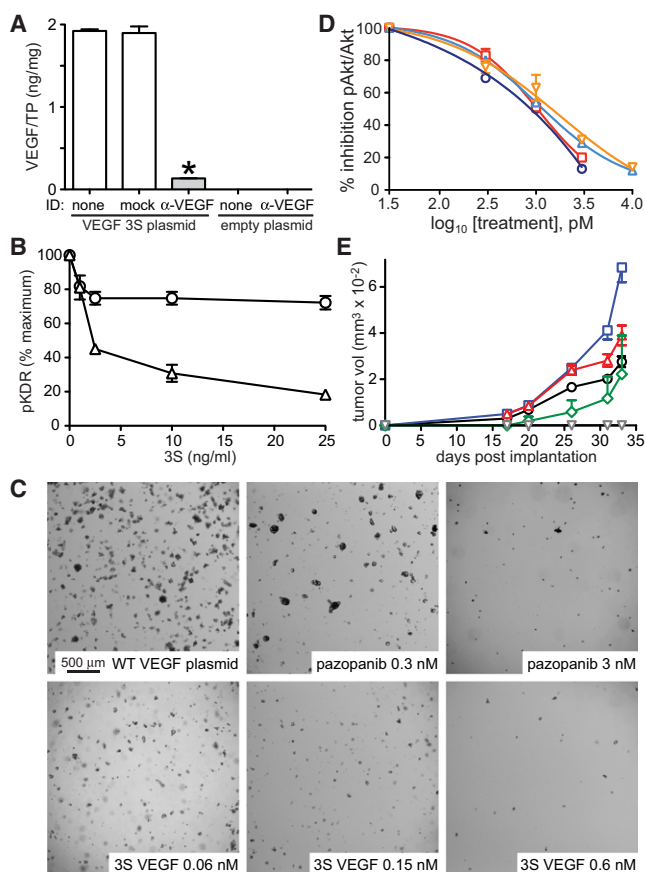 A
VEGF/TP (ng/mg)
2
1
0
ID: none mock α-VEGF none α-VEGF
*
VEGF 3S plasmid empty plasmid
D
% inhibition pAkt/Akt
100
80
60
40
20
0
1.5 2.0 2.5 3.0 3.5 4.0
log10 [treatment], pM
B
pKDR (% maximum)
100
80
60
40
20
0
0 5 10 15 20 25
3S (ng/ml)
E
tumor vol (mm³ x 10⁻²)
6
4
2
0
0 5 10 15 20 25 30 35
days post implantation
C
500 µm WT VEGF plasmid
pazopanib 0.3 nM
pazopanib 3 nM
3S VEGF 0.06 nM
3S VEGF 0.15 nM
3S VEGF 0.6 nM